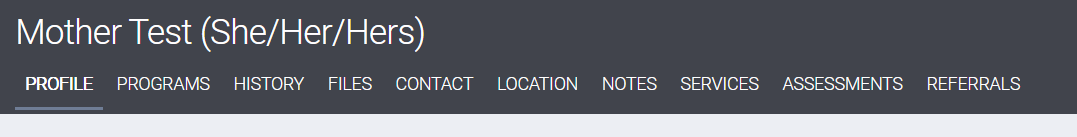 Mother Test (She/Her/Hers)
PROFILE PROGRAMS HISTORY FILES CONTACT LOCATION NOTES SERVICES ASSESSMENTS REFERRALS